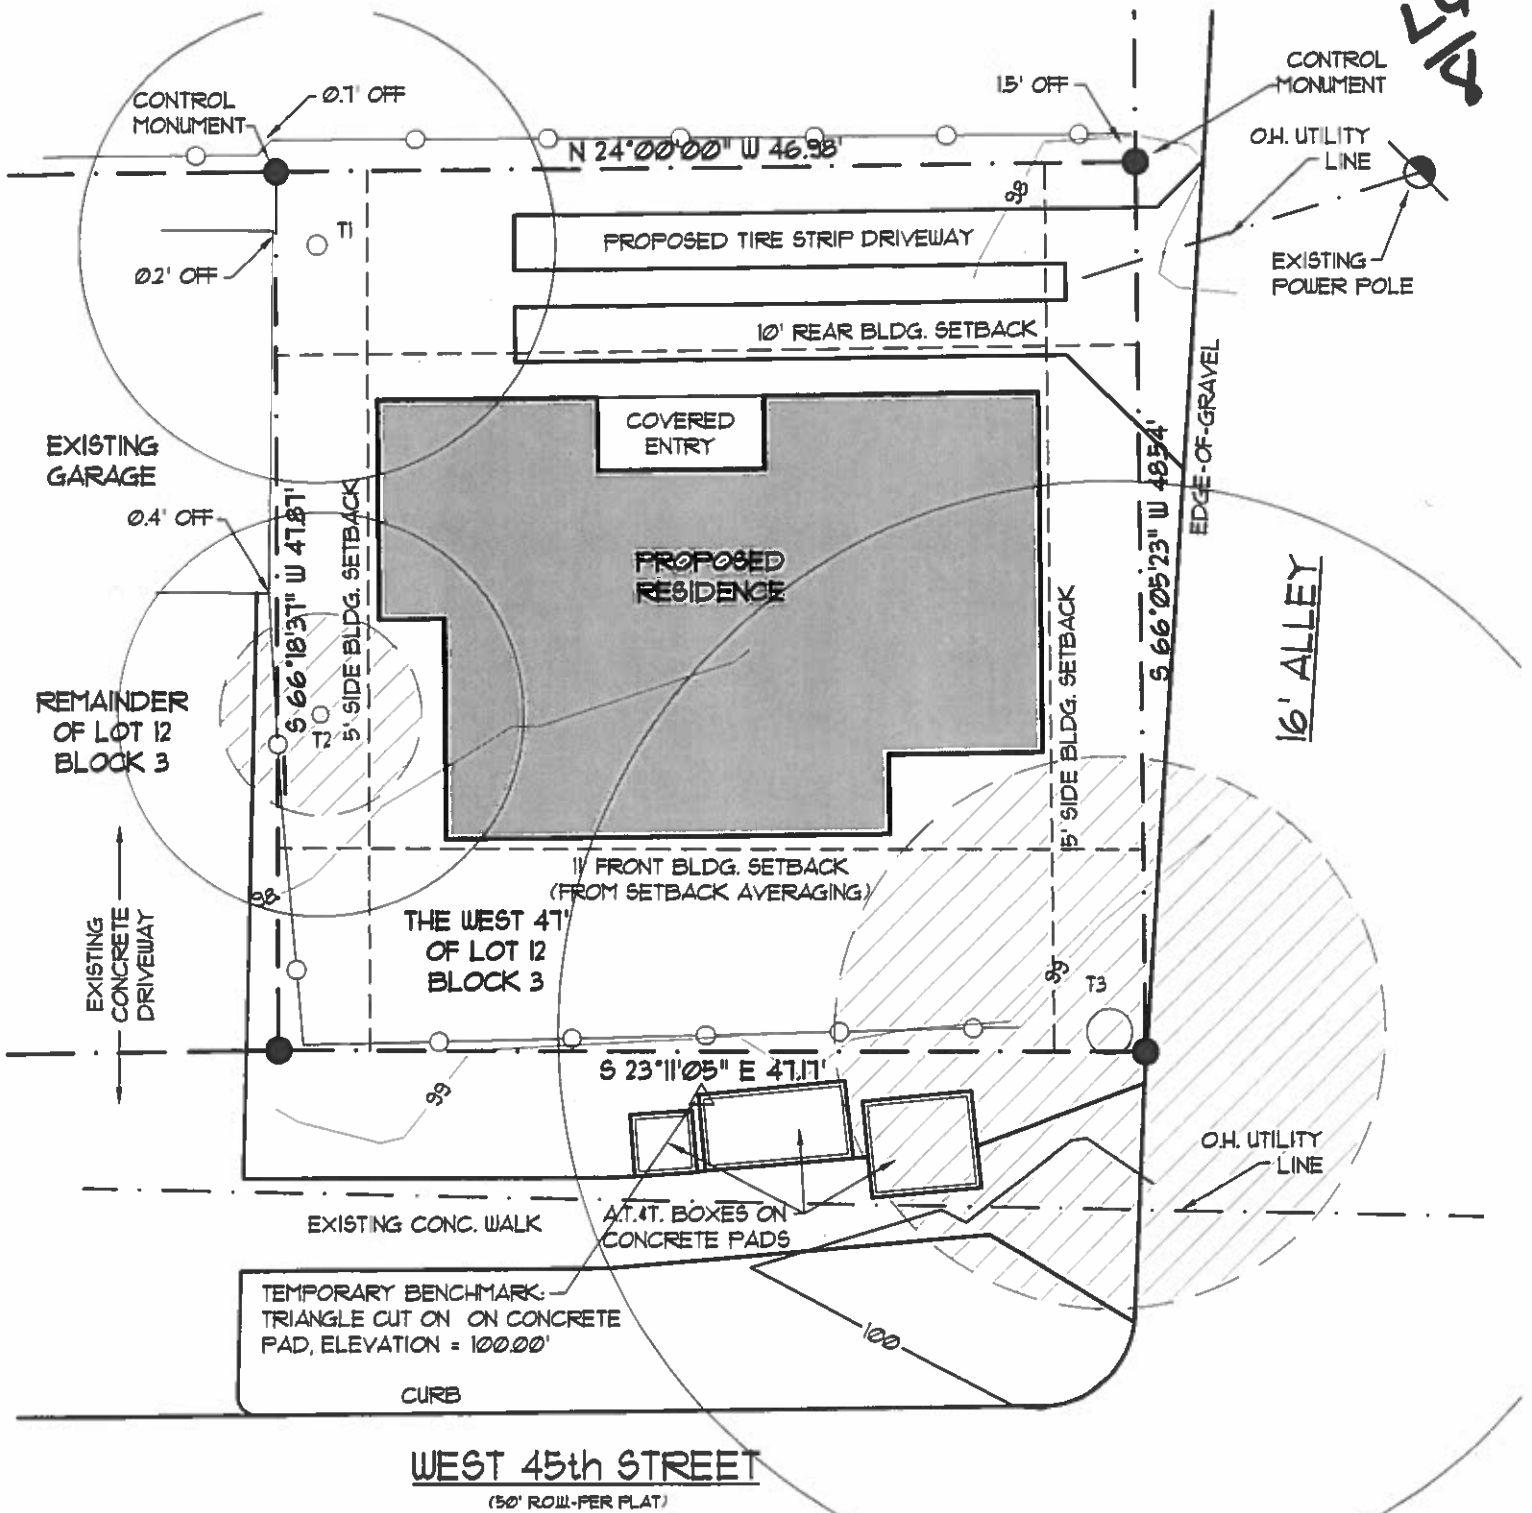 CONTROL
MONUMENT
0.7' OFF
1.5' OFF
CONTROL
MONUMENT
O.H. UTILITY
LINE
N 24°00'00" W 46.98'
98
T1
PROPOSED TIRE STRIP DRIVEWAY
0.2' OFF
EXISTING
POWER POLE
10' REAR BLDG. SETBACK
EDGE-OF-GRAVEL
COVERED
ENTRY
EXISTING
GARAGE
0.4' OFF
S 66°18'37" W 47.87'
5' SIDE BLDG. SETBACK
PROPOSED
RESIDENCE
S 66°05'23" W 48.54'
5' SIDE BLDG. SETBACK
16' ALLEY
REMAINDER
OF LOT 12
BLOCK 3
T2
11' FRONT BLDG. SETBACK
(FROM SETBACK AVERAGING)
98
THE WEST 47'
OF LOT 12
BLOCK 3
EXISTING
CONCRETE
DRIVEWAY
99
T3
S 23°11'05" E 47.17'
99
O.H. UTILITY
LINE
EXISTING CONC. WALK
A.T.&T. BOXES ON
CONCRETE PADS
TEMPORARY BENCHMARK:
TRIANGLE CUT ON ON CONCRETE
PAD, ELEVATION = 100.00'
100
CURB
WEST 45th STREET
(50' R.O.W.-PER PLAT)